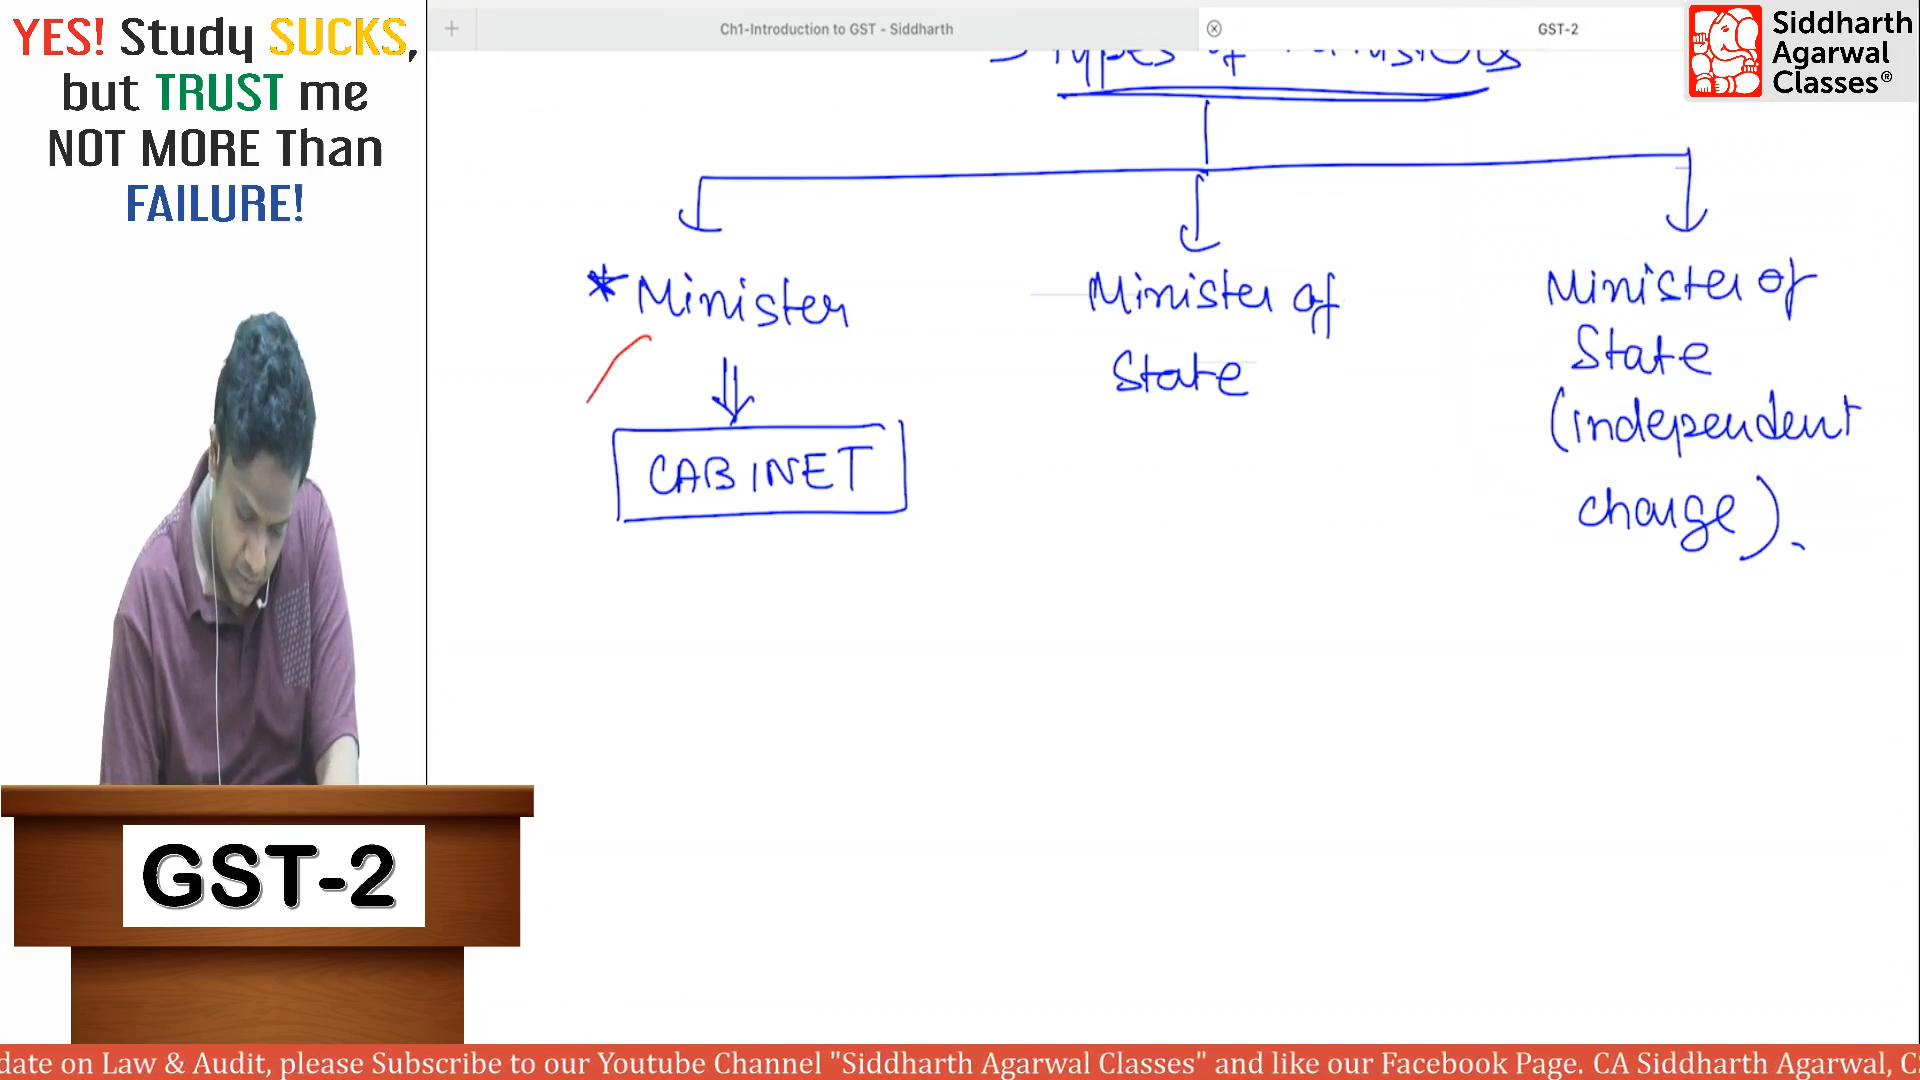 YES! Study SUCKS,
but TRUST me
NOT MORE Than
FAILURE!
Ch1-Introduction to GST - Siddharth
GST-2
Siddharth
Agarwal
Classes®
Types of
* Minister
CABINET
Minister of
State
Minister of
State
(independent
charge).
GST-2
date on Law & Audit, please Subscribe to our Youtube Channel "Siddharth Agarwal Classes" and like our Facebook Page. CA Siddharth Agarwal,